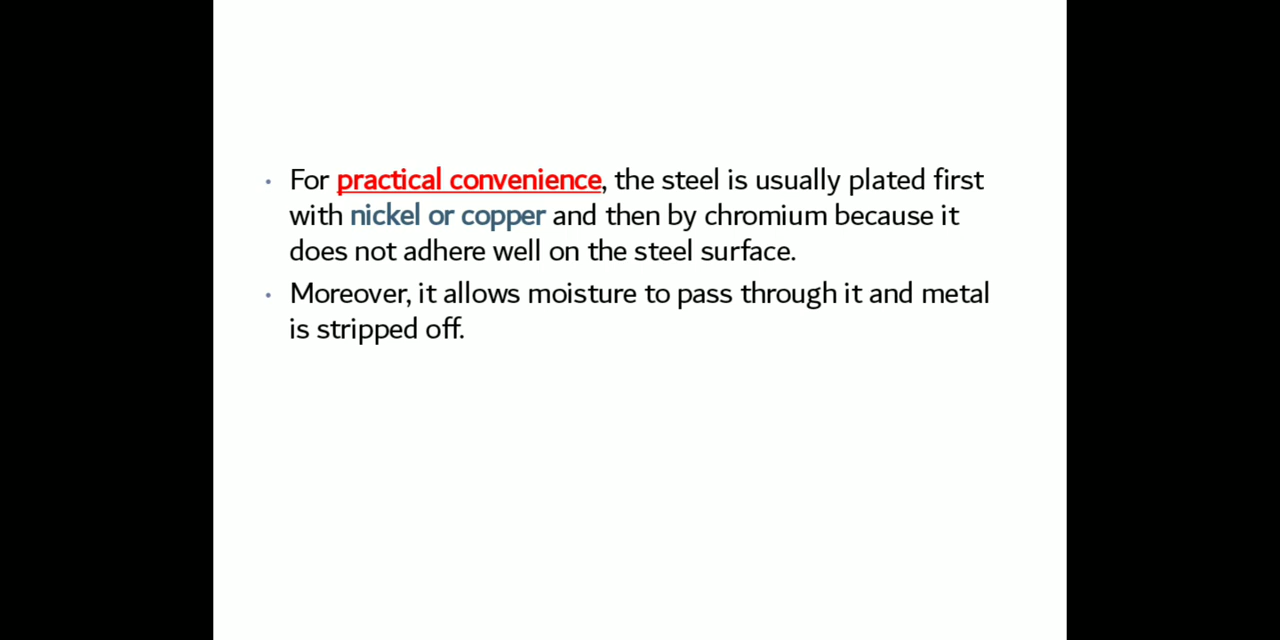 • For practical convenience, the steel is usually plated first
with nickel or copper and then by chromium because it
does not adhere well on the steel surface.
• Moreover, it allows moisture to pass through it and metal
is stripped off.